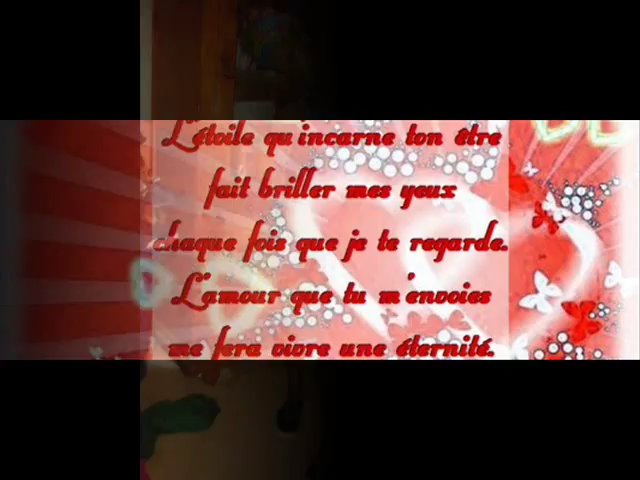 L'étoile qu'incarne ton être
fait briller mes yeux
chaque fois que je te regarde.
L'amour que tu m'envoies
me fera vivre une éternité.